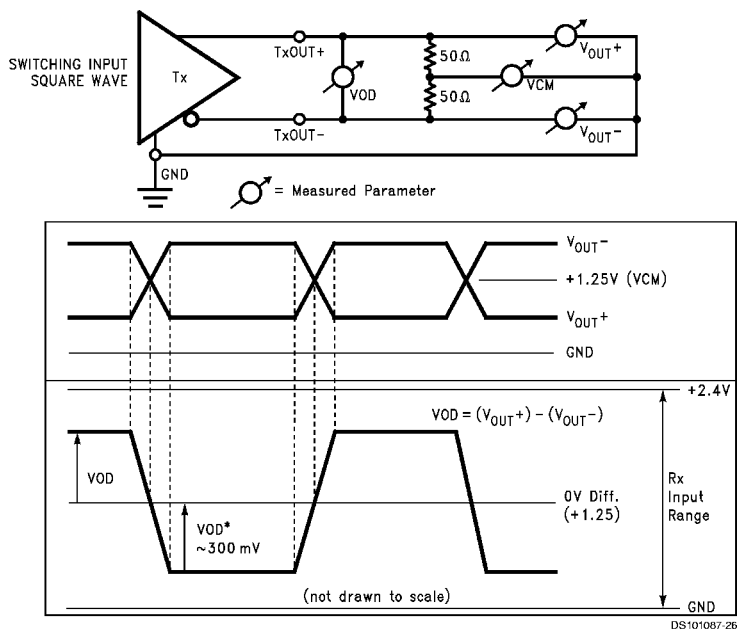 SWITCHING INPUT
SQUARE WAVE
Tx
TxOUT+
TxOUT−
VOD
50Ω
50Ω
VCM
VOUT+
VOUT−
GND
= Measured Parameter
VOUT−
+1.25V (VCM)
VOUT+
GND
+2.4V
VOD = (VOUT+) − (VOUT−)
VOD
0V Diff.
(+1.25)
Rx
Input
Range
VOD*
~300 mV
(not drawn to scale)
GND
DS101087-26